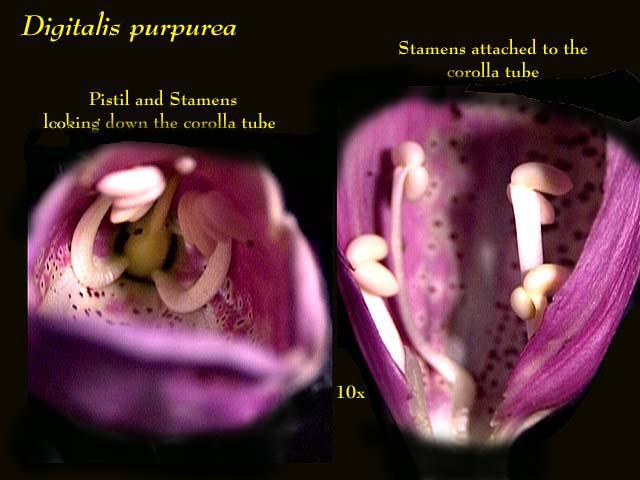 Digitalis purpurea
Pistil and Stamens
looking down the corolla tube
Stamens attached to the
corolla tube
10x